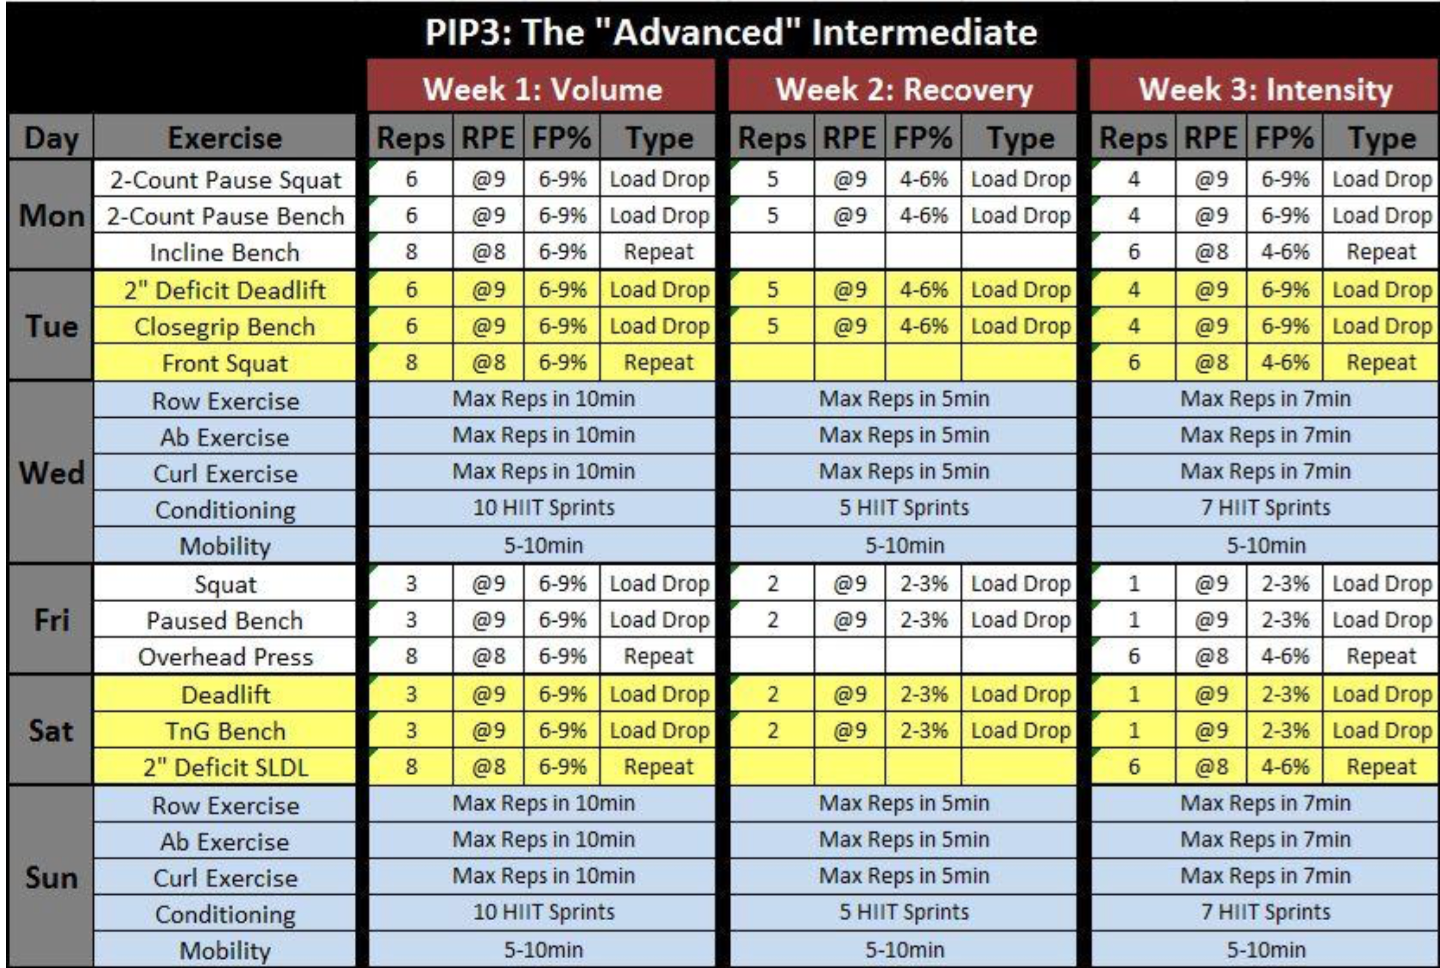 PIP3: The "Advanced" Intermediate
Week 1: Volume Week 2: Recovery Week 3: Intensity
Day Exercise Reps RPE FP% Type Reps RPE FP% Type Reps RPE FP% Type
Mon
2-Count Pause Squat 6 @9 6-9% Load Drop 5 @9 4-6% Load Drop 4 @9 6-9% Load Drop
2-Count Pause Bench 6 @9 6-9% Load Drop 5 @9 4-6% Load Drop 4 @9 6-9% Load Drop
Incline Bench 8 @8 6-9% Repeat 6 @8 4-6% Repeat
Tue
2" Deficit Deadlift 6 @9 6-9% Load Drop 5 @9 4-6% Load Drop 4 @9 6-9% Load Drop
Closegrip Bench 6 @9 6-9% Load Drop 5 @9 4-6% Load Drop 4 @9 6-9% Load Drop
Front Squat 8 @8 6-9% Repeat 6 @8 4-6% Repeat
Wed
Row Exercise Max Reps in 10min Max Reps in 5min Max Reps in 7min
Ab Exercise Max Reps in 10min Max Reps in 5min Max Reps in 7min
Curl Exercise Max Reps in 10min Max Reps in 5min Max Reps in 7min
Conditioning 10 HIIT Sprints 5 HIIT Sprints 7 HIIT Sprints
Mobility 5-10min 5-10min 5-10min
Fri
Squat 3 @9 6-9% Load Drop 2 @9 2-3% Load Drop 1 @9 2-3% Load Drop
Paused Bench 3 @9 6-9% Load Drop 2 @9 2-3% Load Drop 1 @9 2-3% Load Drop
Overhead Press 8 @8 6-9% Repeat 6 @8 4-6% Repeat
Sat
Deadlift 3 @9 6-9% Load Drop 2 @9 2-3% Load Drop 1 @9 2-3% Load Drop
TnG Bench 3 @9 6-9% Load Drop 2 @9 2-3% Load Drop 1 @9 2-3% Load Drop
2" Deficit SLDL 8 @8 6-9% Repeat 6 @8 4-6% Repeat
Sun
Row Exercise Max Reps in 10min Max Reps in 5min Max Reps in 7min
Ab Exercise Max Reps in 10min Max Reps in 5min Max Reps in 7min
Curl Exercise Max Reps in 10min Max Reps in 5min Max Reps in 7min
Conditioning 10 HIIT Sprints 5 HIIT Sprints 7 HIIT Sprints
Mobility 5-10min 5-10min 5-10min